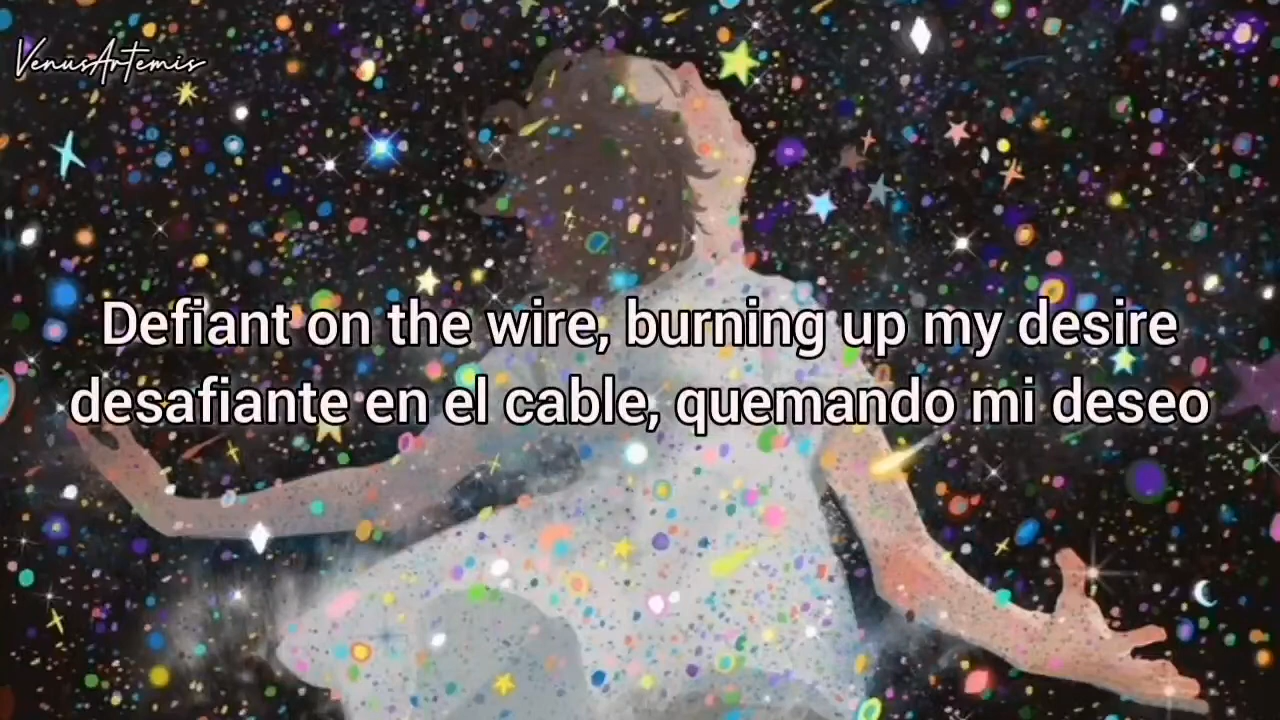 VenusArtemis
Defiant on the wire, burning up my desire
desafiante en el cable, quemando mi deseo